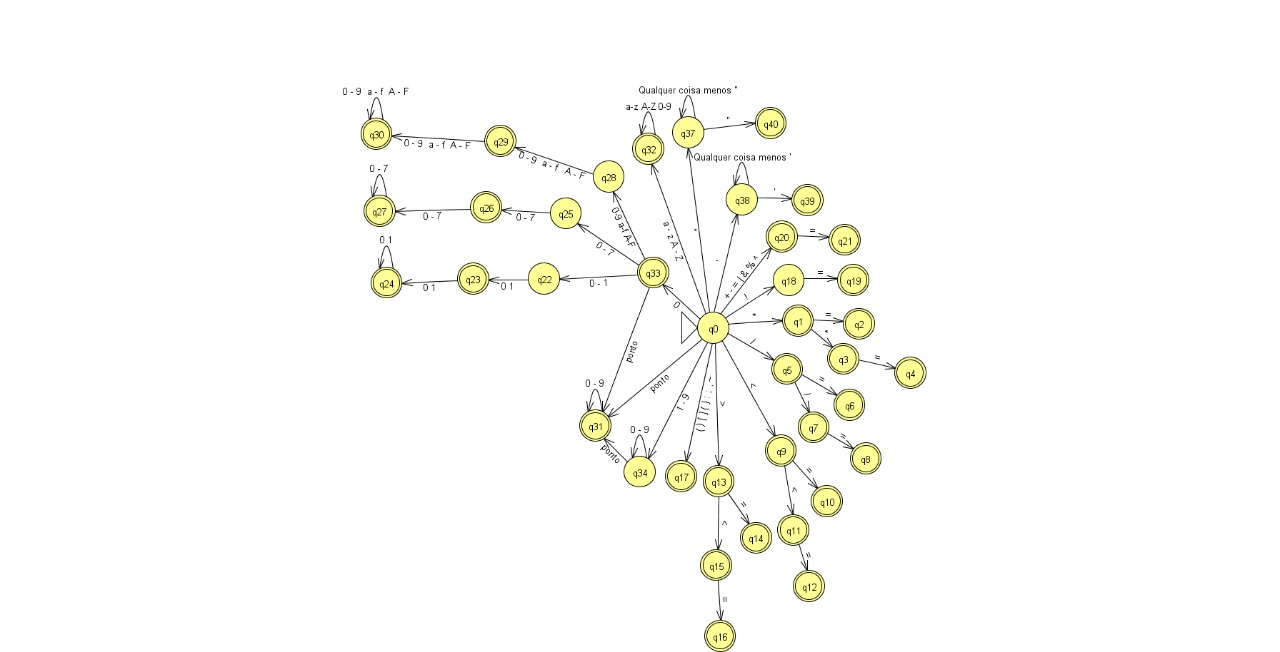 0 - 9 a - f A - F
Qualquer coisa menos "
a-z A-Z 0-9
q30
0 - 9 a - f A - F
q29
0 - 9 a - f A - F
q28
q32
q37
"
q40
Qualquer coisa menos '
0 - 7
q27
0 - 7
q26
0 - 7
q25
0-9 a-f A-F
0 - 7
a - z A - Z
"
'
q38
'
q39
q20
=
q21
0 1
q24
0 1
q23
0 1
q22
0 - 1
q33
0
q18
=
q19
q0
*
q1
=
q2
*
q3
=
q4
/
q5
=
q6
/
q7
=
q8
ponto
ponto
0 - 9
q31
ponto
0 - 9
q34
q17
<
q13
=
q14
q15
=
q16
q9
=
q10
q11
=
q12